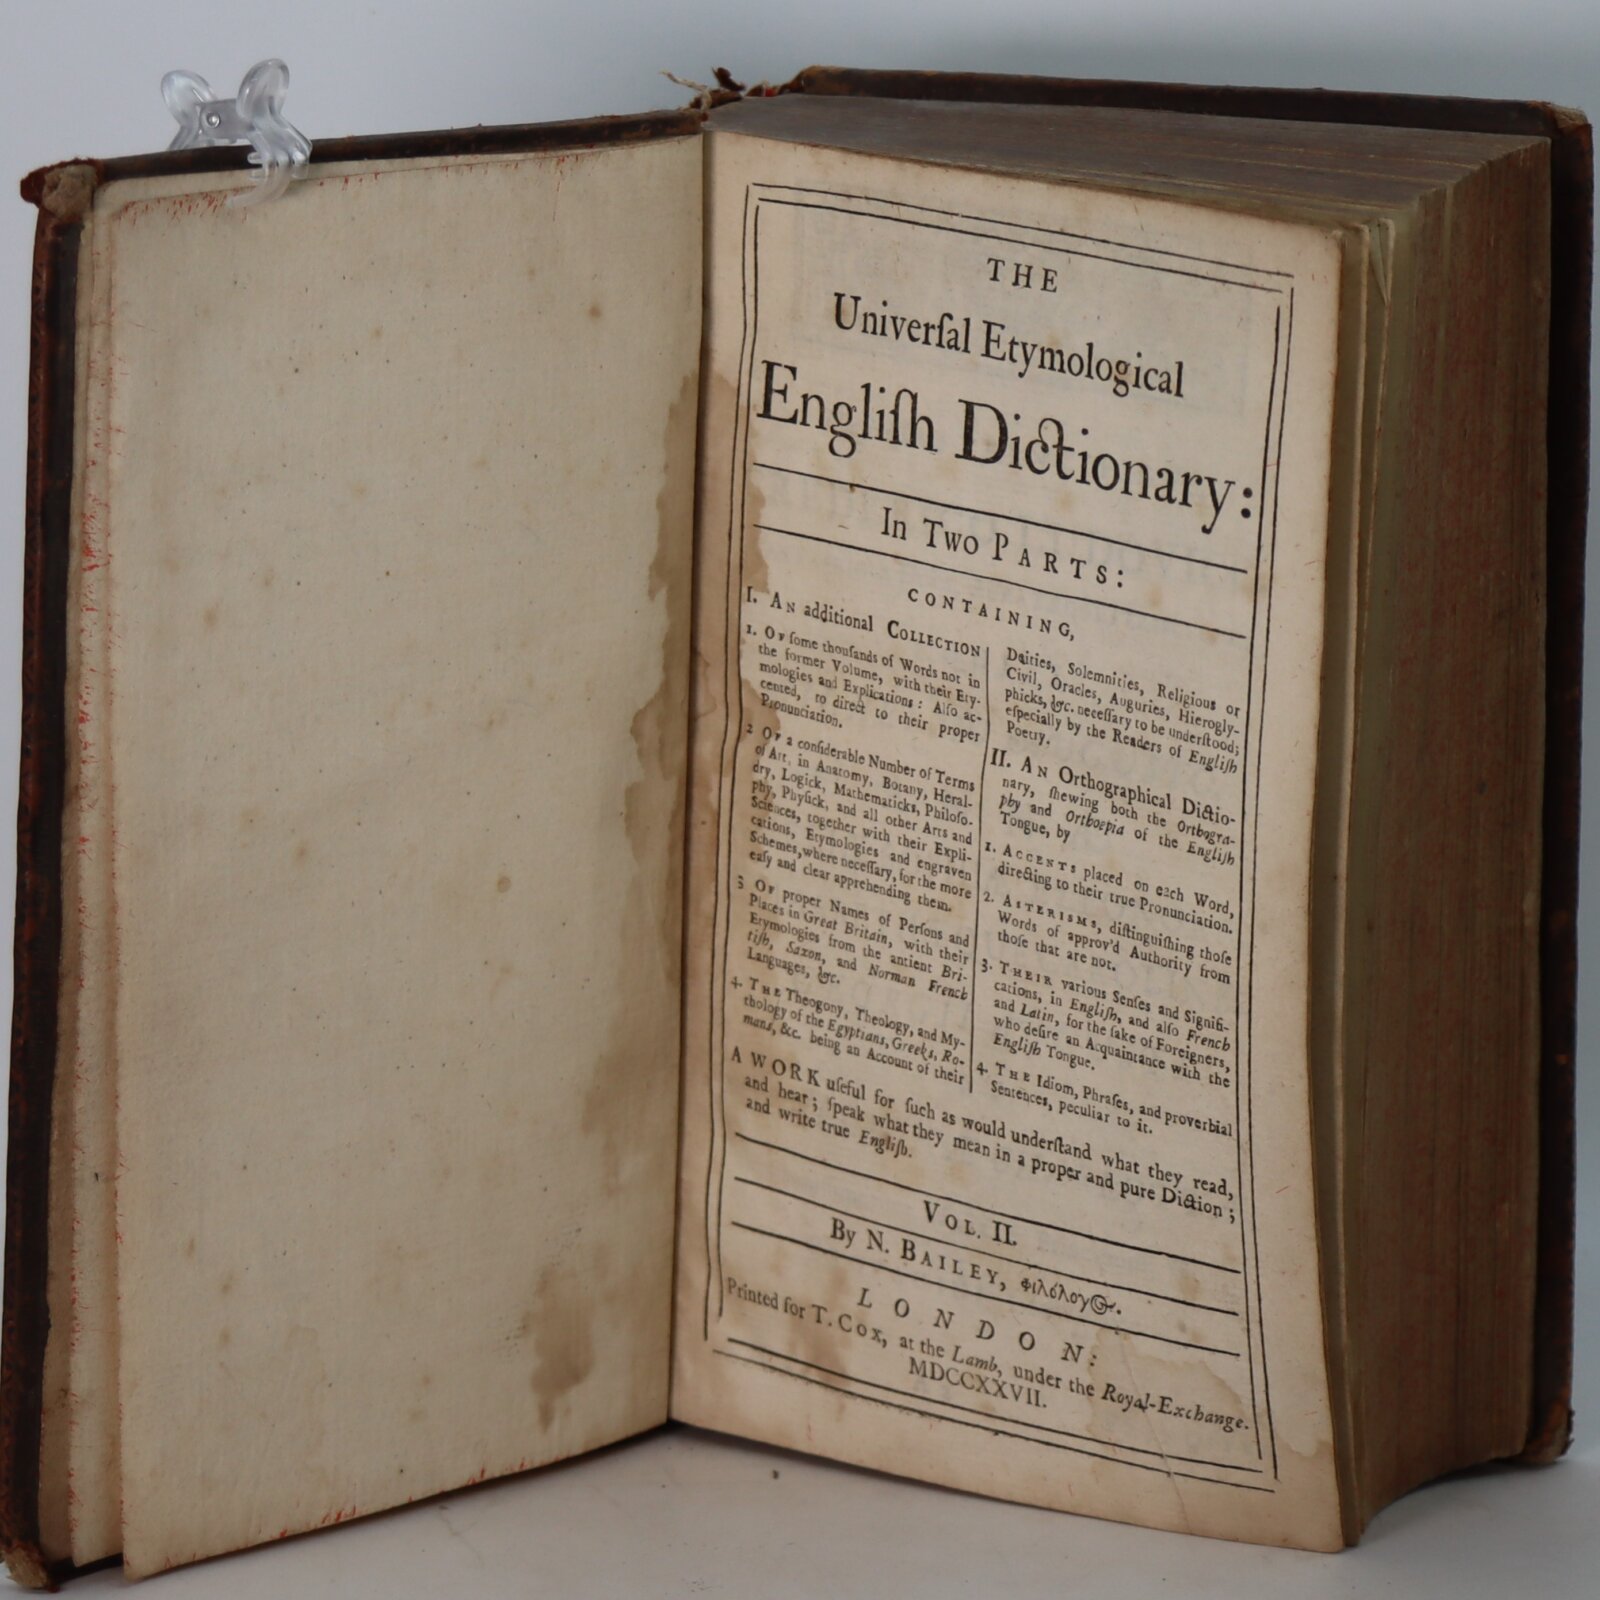 THE
Univerſal Etymological
Engliſh Dictionary:
In Two PARTS:
CONTAINING,
I. AN additional COLLECTION
1. OF ſome thouſands of Words not in
the former Volume, with their Ety-
mologies and Explications: Alſo ac-
cented, to direct to their proper
Pronunciation.
2 OF a conſiderable Number of Terms
of Art, in Anatomy, Botany, Heral-
dry, Logick, Mathematicks, Philoſo-
phy, Phyſick, and all other Arts and
Sciences, together with their Expli-
cations, Etymologies and engraven
Schemes, where neceſſary, for the more
eaſy and clear apprehending them.
3 OF proper Names of Perſons and
Places in Great Britain, with their
Etymologies from the antient Bri-
tiſh, Saxon, and Norman French
Languages, &c.
4. THE Theogony, Theology, and My-
thology of the Egyptians, Greeks, Ro-
mans, &c. being an Account of their
Deities, Solemnities, Religious or
Civil, Oracles, Auguries, Hierogly-
phicks, &c. neceſſary to be underſtood;
eſpecially by the Readers of Engliſh
Poetry.
II. AN Orthographical Dictio-
nary, ſhewing both the Orthogra-
phy and Orthoepia of the Engliſh
Tongue, by
1. ACCENTS placed on each Word,
directing to their true Pronunciation.
2. ASTERISMS, diſtinguiſhing thoſe
Words of approv'd Authority from
thoſe that are not.
3. THEIR various Senſes and Signifi-
cations, in Engliſh, and alſo French
and Latin, for the ſake of Foreigners,
who deſire an Acquaintance with the
Engliſh Tongue.
4. THE Idiom, Phraſes, and proverbial
Sentences, peculiar to it.
A WORK uſeful for ſuch as would underſtand what they read,
and hear; ſpeak what they mean in a proper and pure Diction;
and write true Engliſh.
VOL. II.
By N. BAILEY, Φιλόλογος.
LONDON:
Printed for T. COX, at the Lamb, under the Royal-Exchange.
MDCCXXVII.